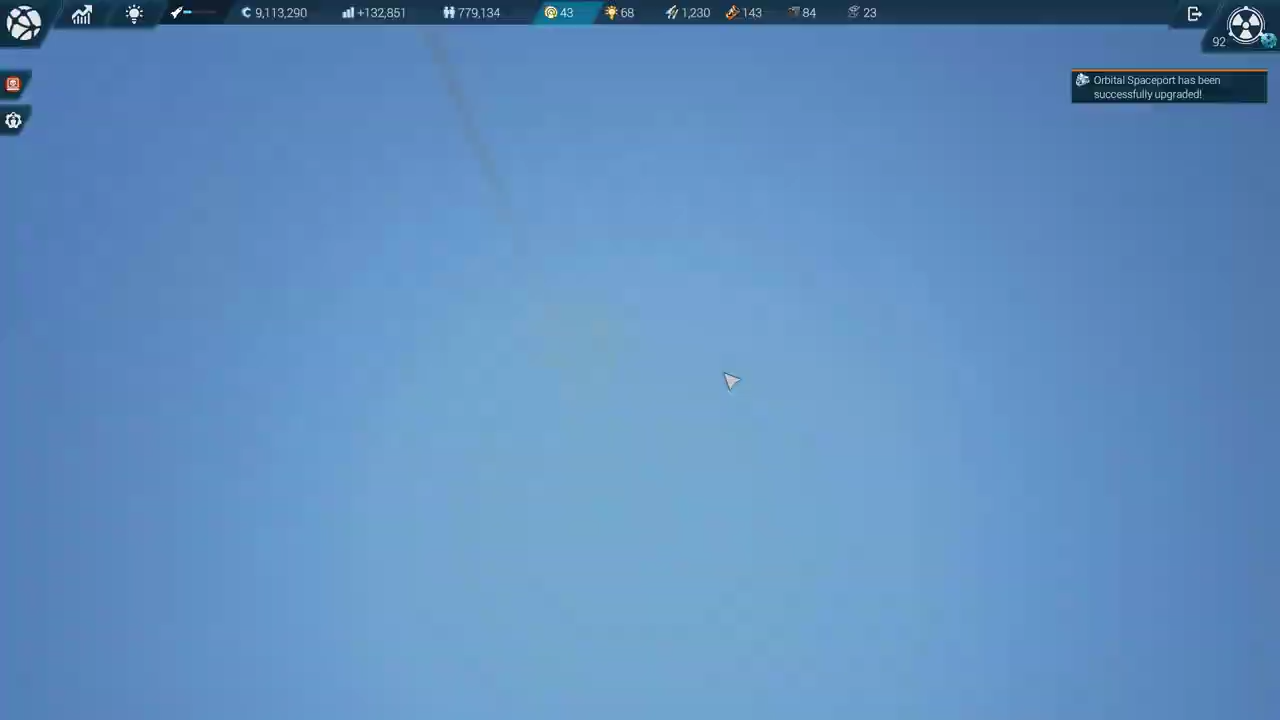 9,113,290 +132,851 779,134 43 68 1,230 143 84 23
92
Orbital Spaceport has been
successfully upgraded!